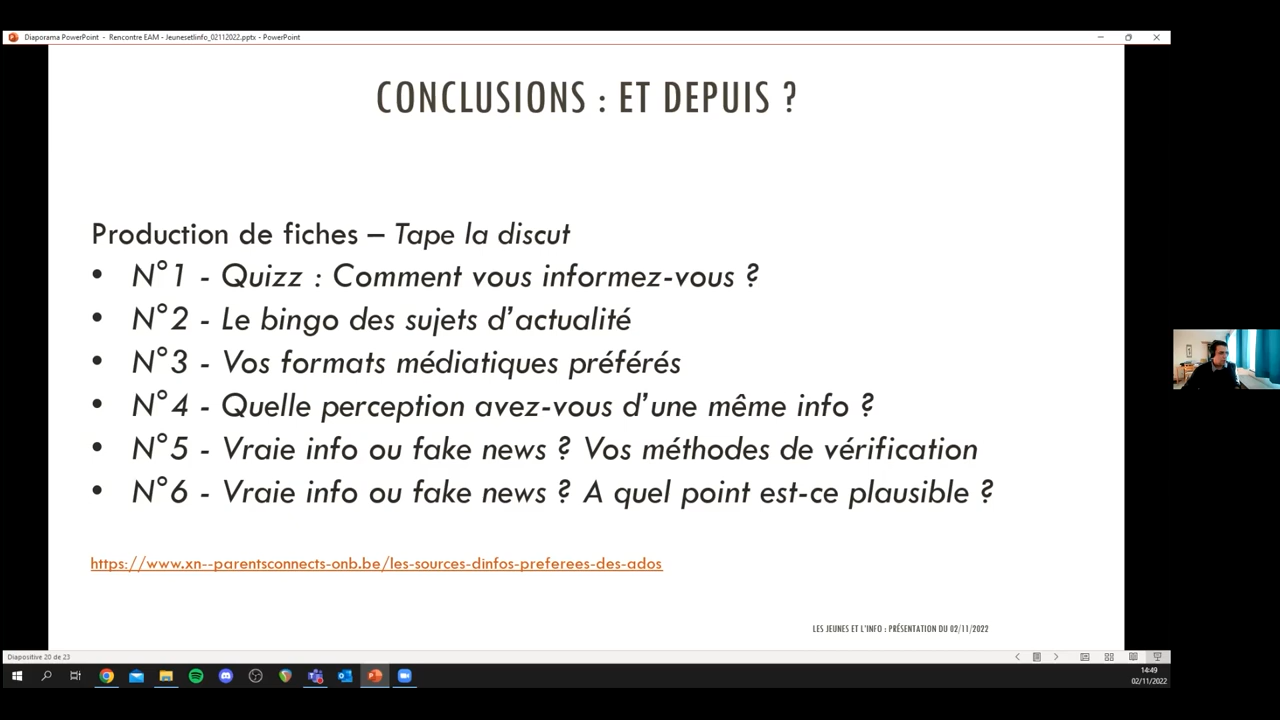 Diaporama PowerPoint - Rencontre EAM - Jeunesetlinfo_02112022.pptx - PowerPoint
CONCLUSIONS : ET DEPUIS ?
Production de fiches – Tape la discut
• N°1 - Quizz : Comment vous informez-vous ?
• N°2 - Le bingo des sujets d’actualité
• N°3 - Vos formats médiatiques préférés
• N°4 - Quelle perception avez-vous d’une même info ?
• N°5 - Vraie info ou fake news ? Vos méthodes de vérification
• N°6 - Vraie info ou fake news ? A quel point est-ce plausible ?
https://www.xn--parentsconnects-onb.be/les-sources-dinfos-preferees-des-ados
LES JEUNES ET L’INFO : PRÉSENTATION DU 02/11/2022
Diapositive 20 de 23
14:49
02/11/2022